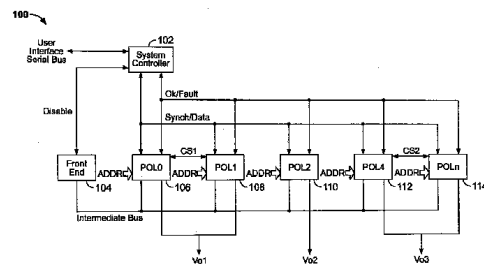 100
102
User
Interface
Serial Bus
System
Controller
Ok/Fault
Disable
Synch/Data
CS1
CS2
Front
End
ADDR
POL0
ADDR
POL1
ADDR
POL2
ADDR
POL4
ADDR
POLn
104
106
108
110
112
114
Intermediate Bus
Vo1
Vo2
Vo3